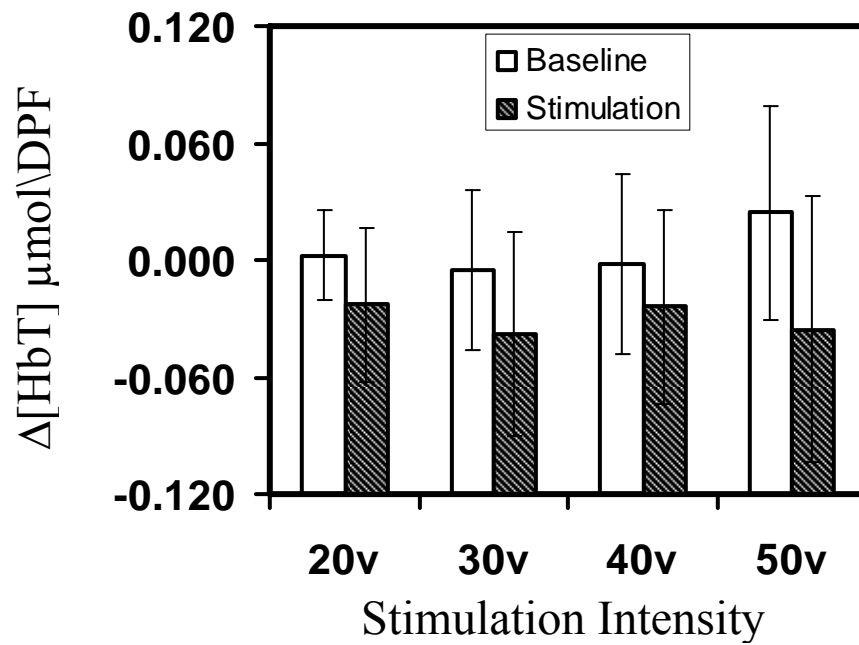 0.120
0.060
0.000
-0.060
-0.120
Δ[HbT] μmol\DPF
Baseline
Stimulation
20v 30v 40v 50v
Stimulation Intensity